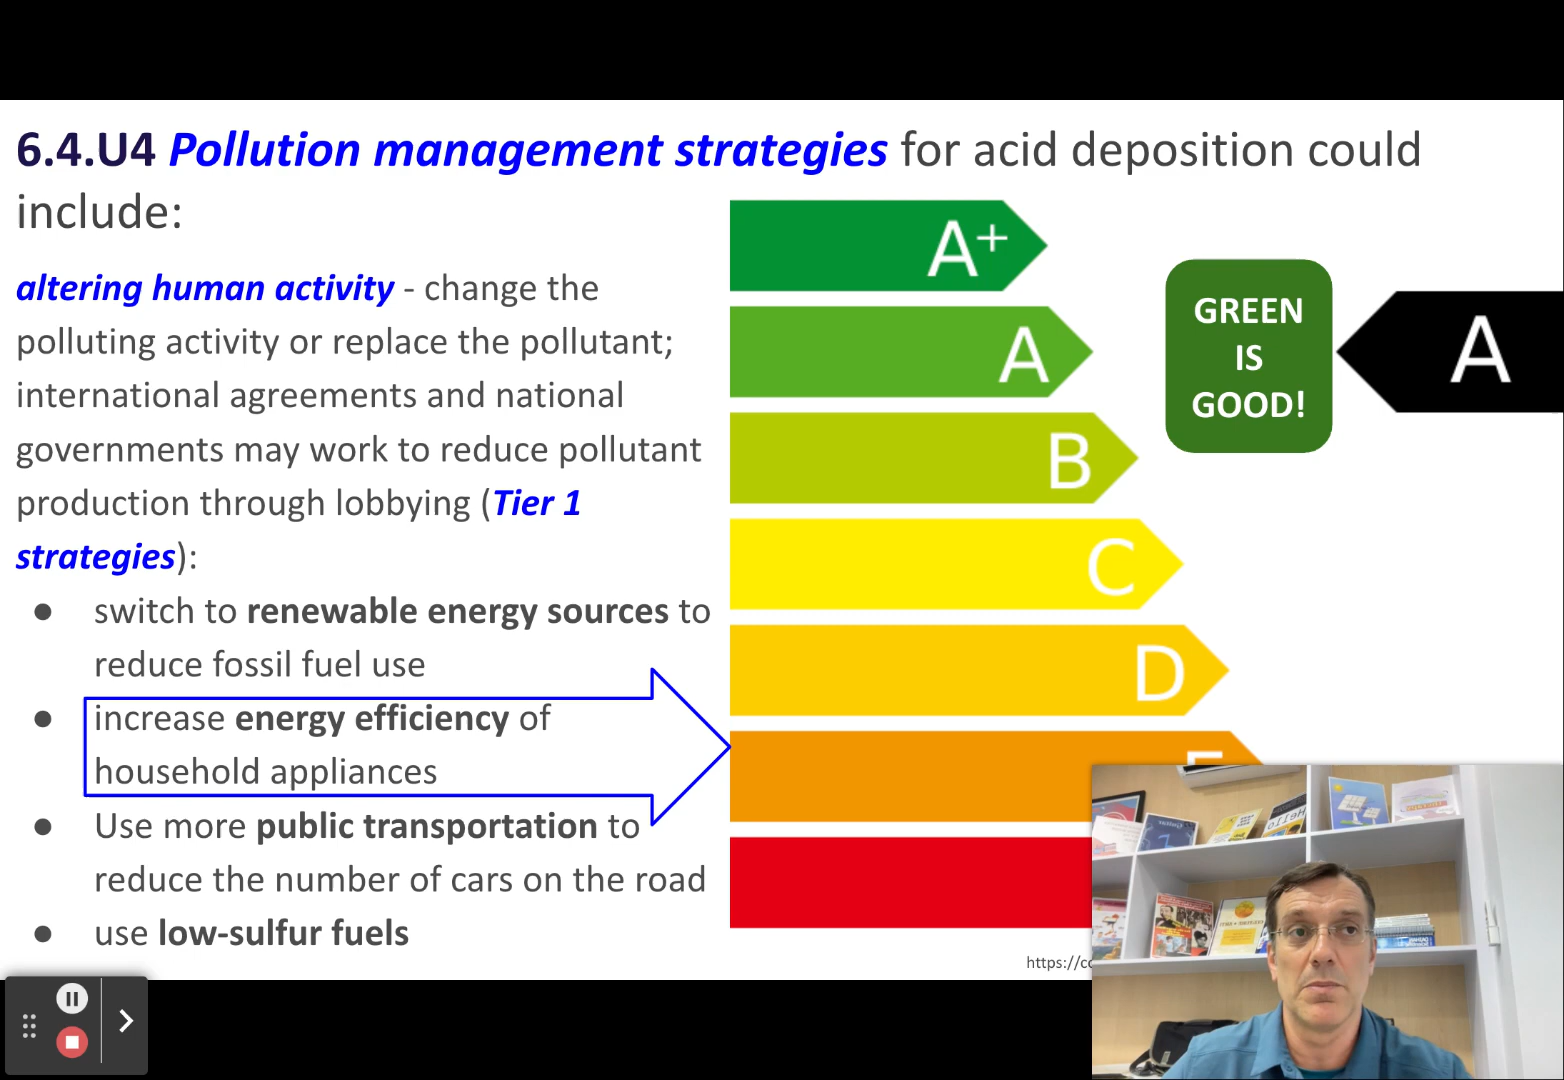 6.4.U4 Pollution management strategies for acid deposition could
include:
altering human activity - change the
polluting activity or replace the pollutant;
international agreements and national
governments may work to reduce pollutant
production through lobbying (Tier 1
strategies):
● switch to renewable energy sources to
reduce fossil fuel use
● increase energy efficiency of
household appliances
● Use more public transportation to
reduce the number of cars on the road
● use low-sulfur fuels
A+
A
B
C
D
GREEN
IS
GOOD!
A
https://co
Hello